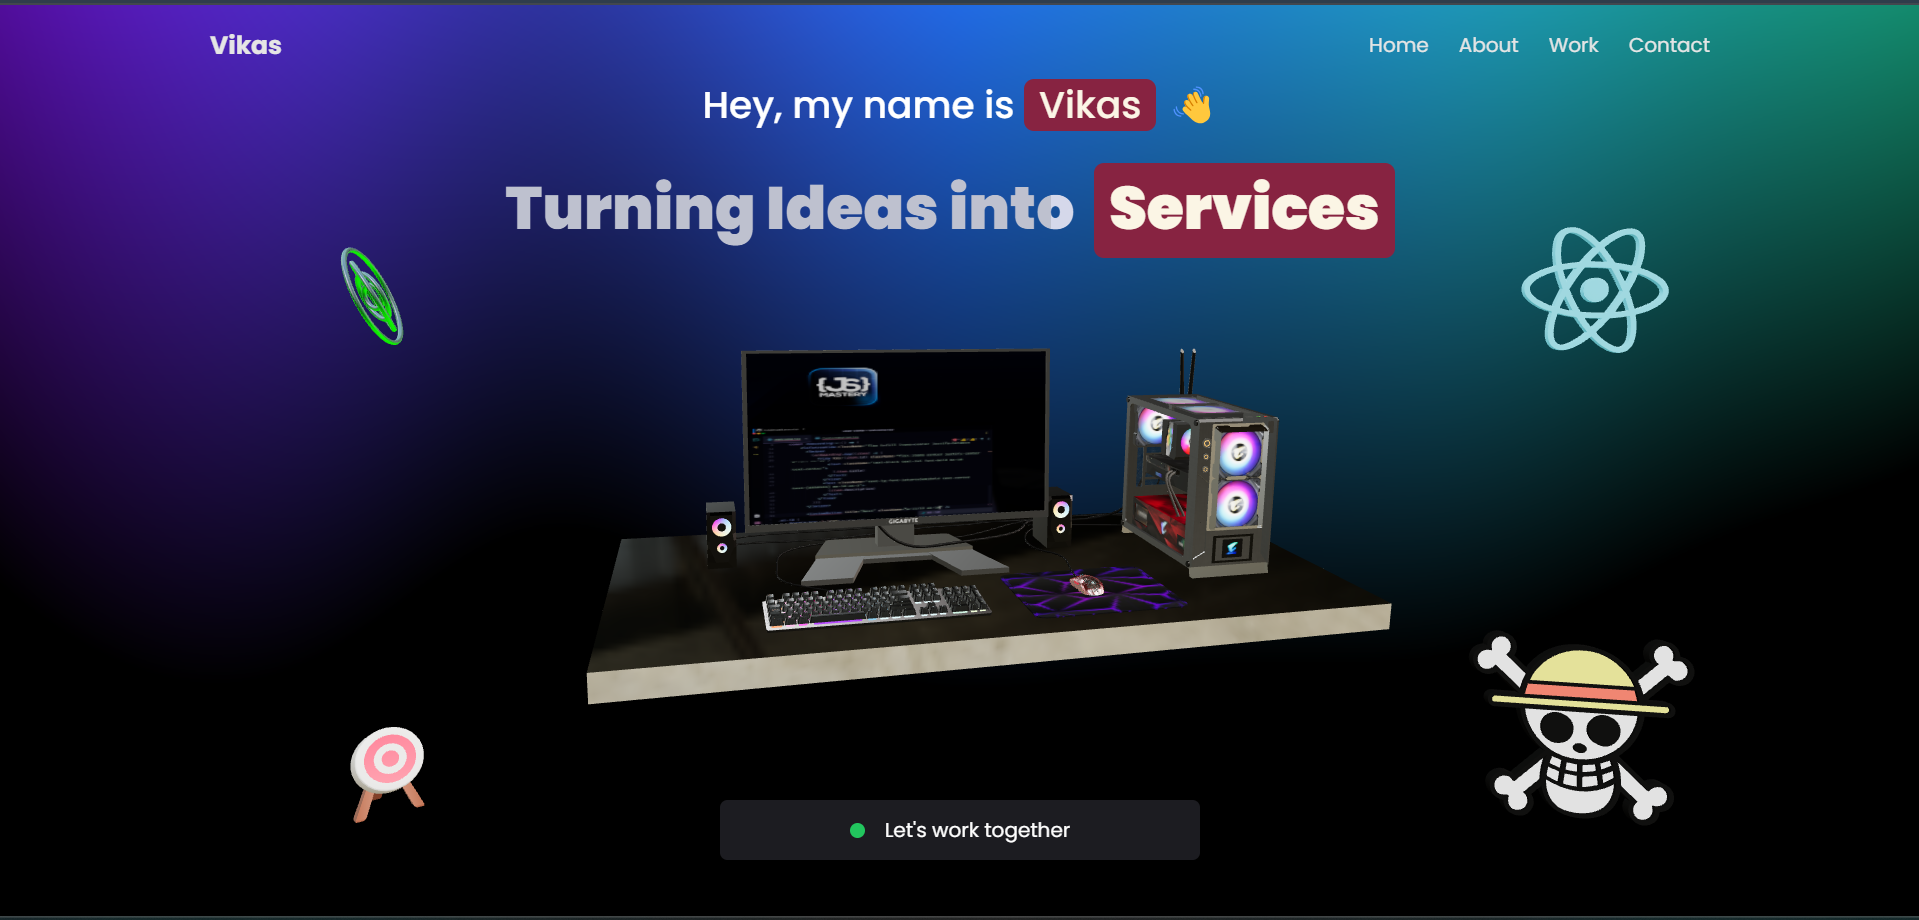 Vikas
Home About Work Contact
Hey, my name is Vikas 👋
Turning Ideas into Services
{JS}
MASTERY
GIGABYTE
Let's work together